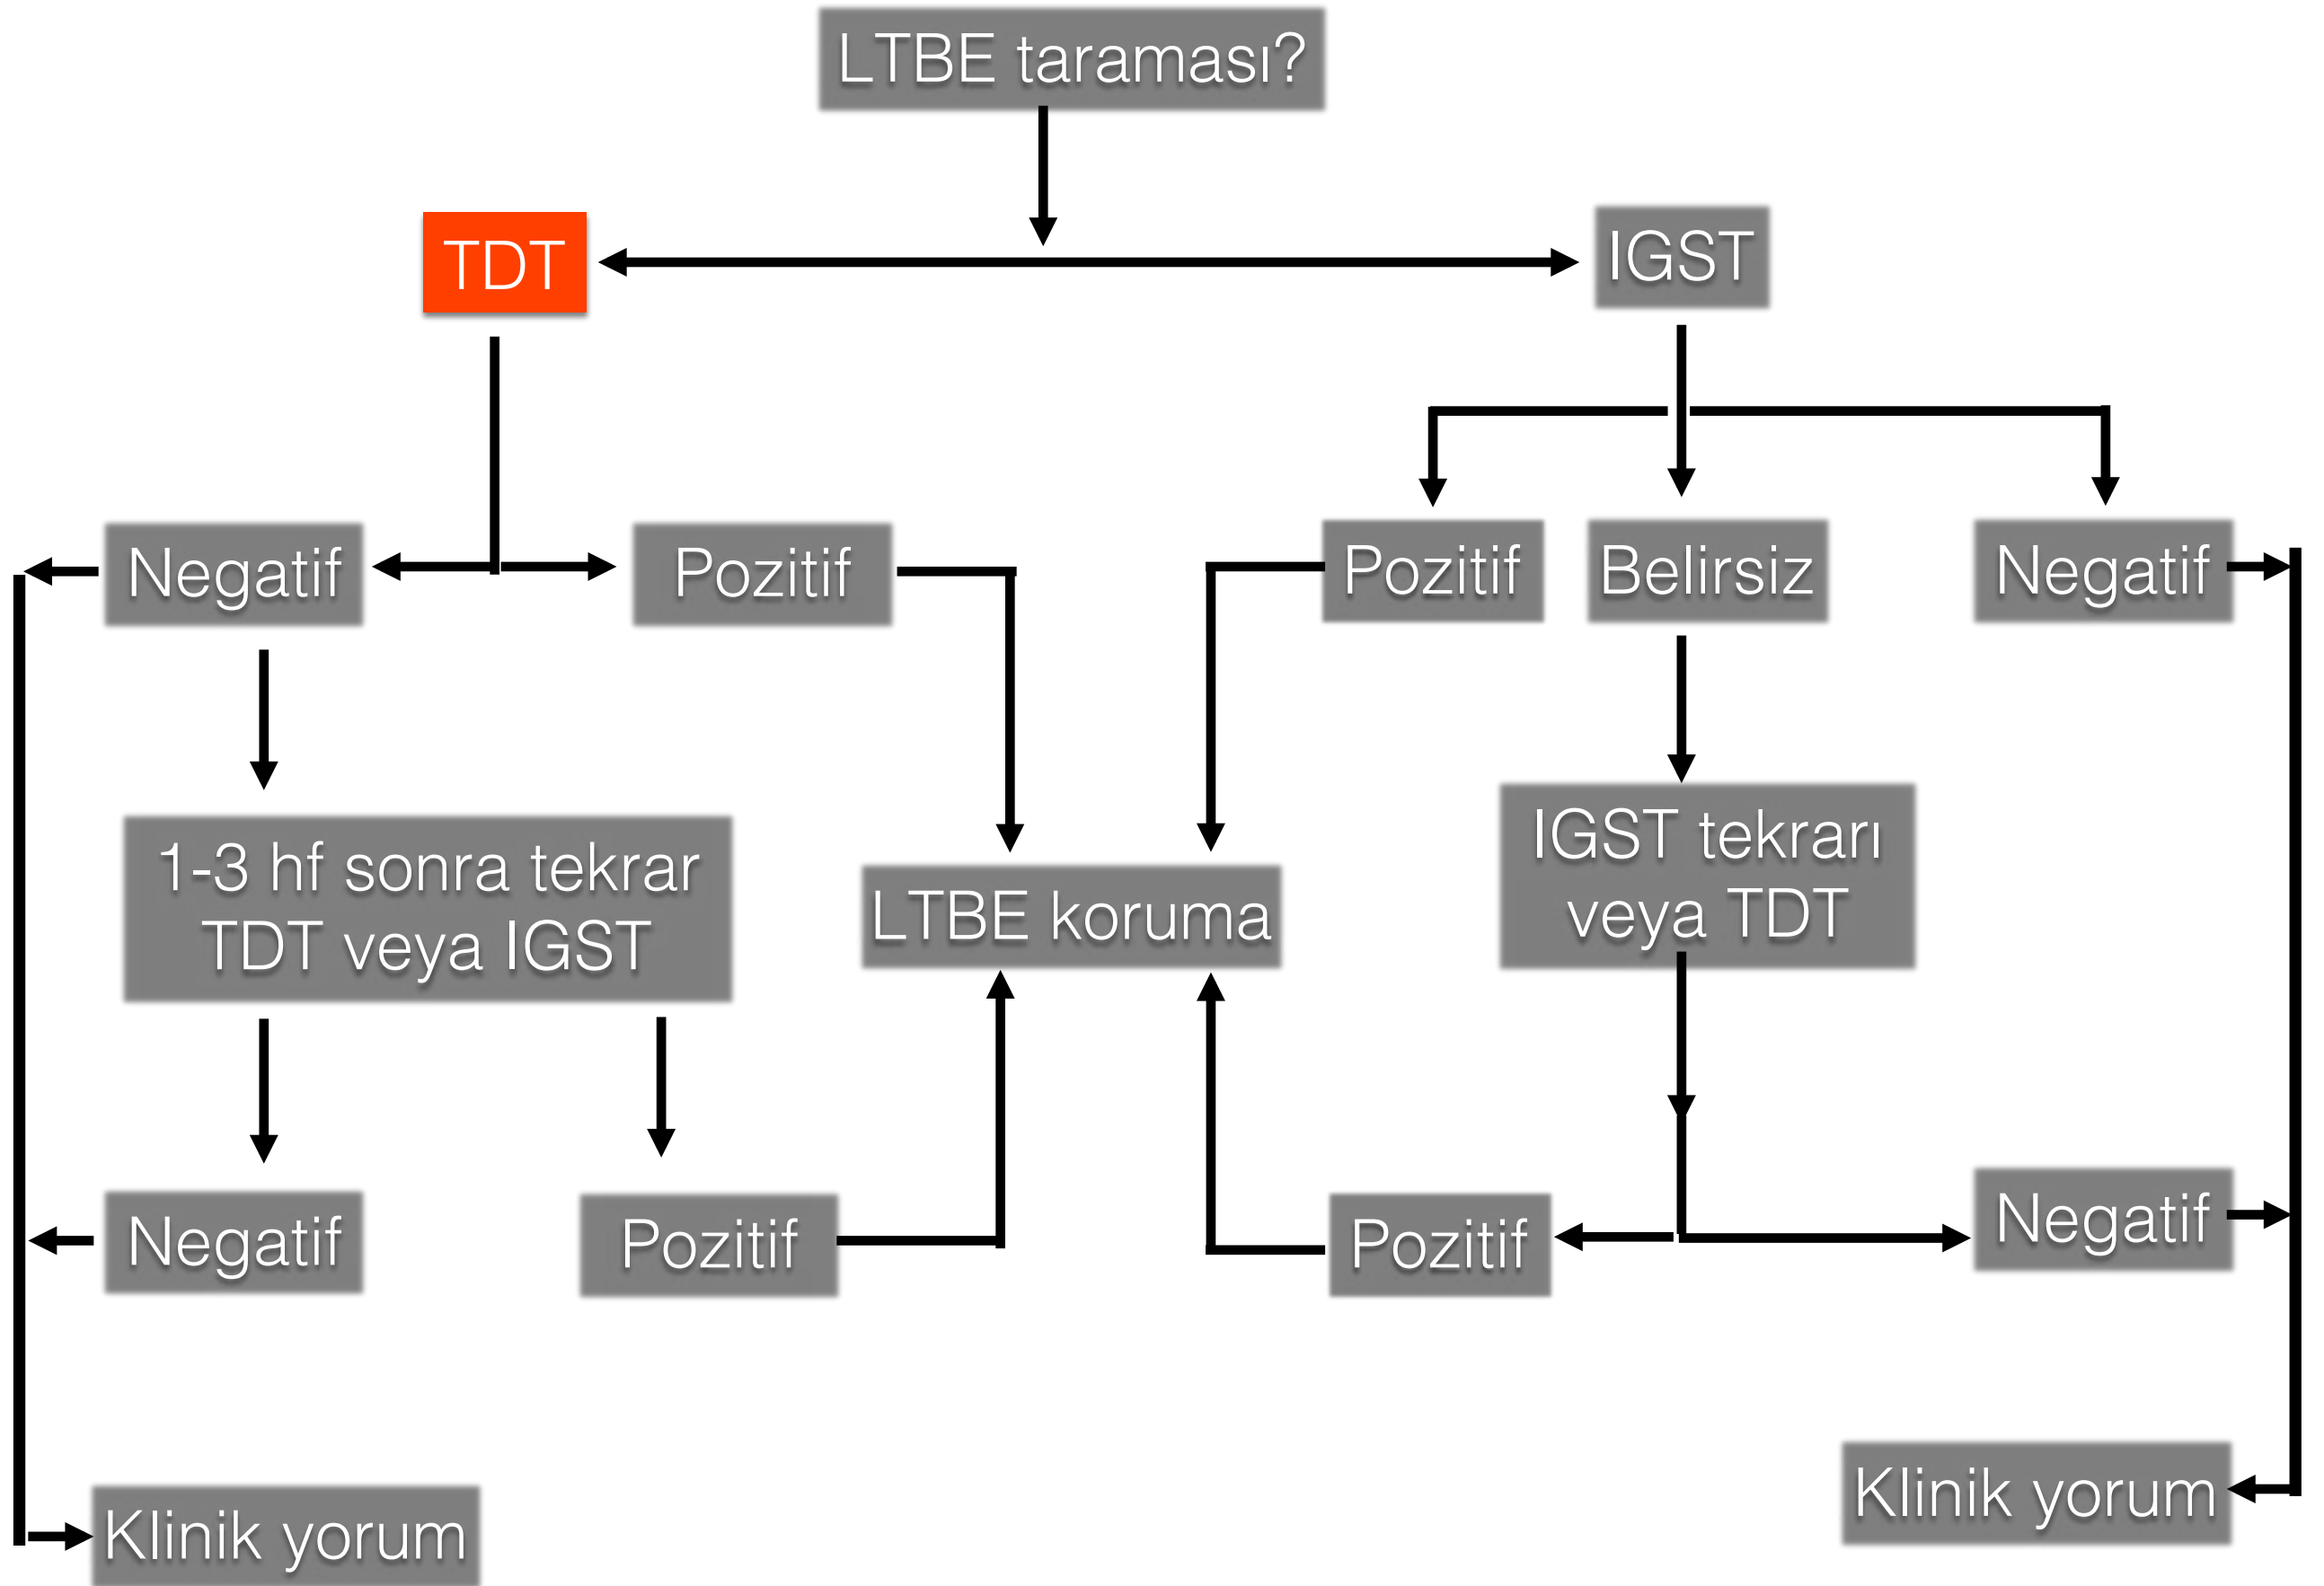 LTBE taraması?
TDT
IGST
Negatif
Pozitif
Pozitif
Belirsiz
Negatif
1-3 hf sonra tekrar
TDT veya IGST
LTBE koruma
IGST tekrarı
veya TDT
Negatif
Pozitif
Pozitif
Negatif
Klinik yorum
Klinik yorum